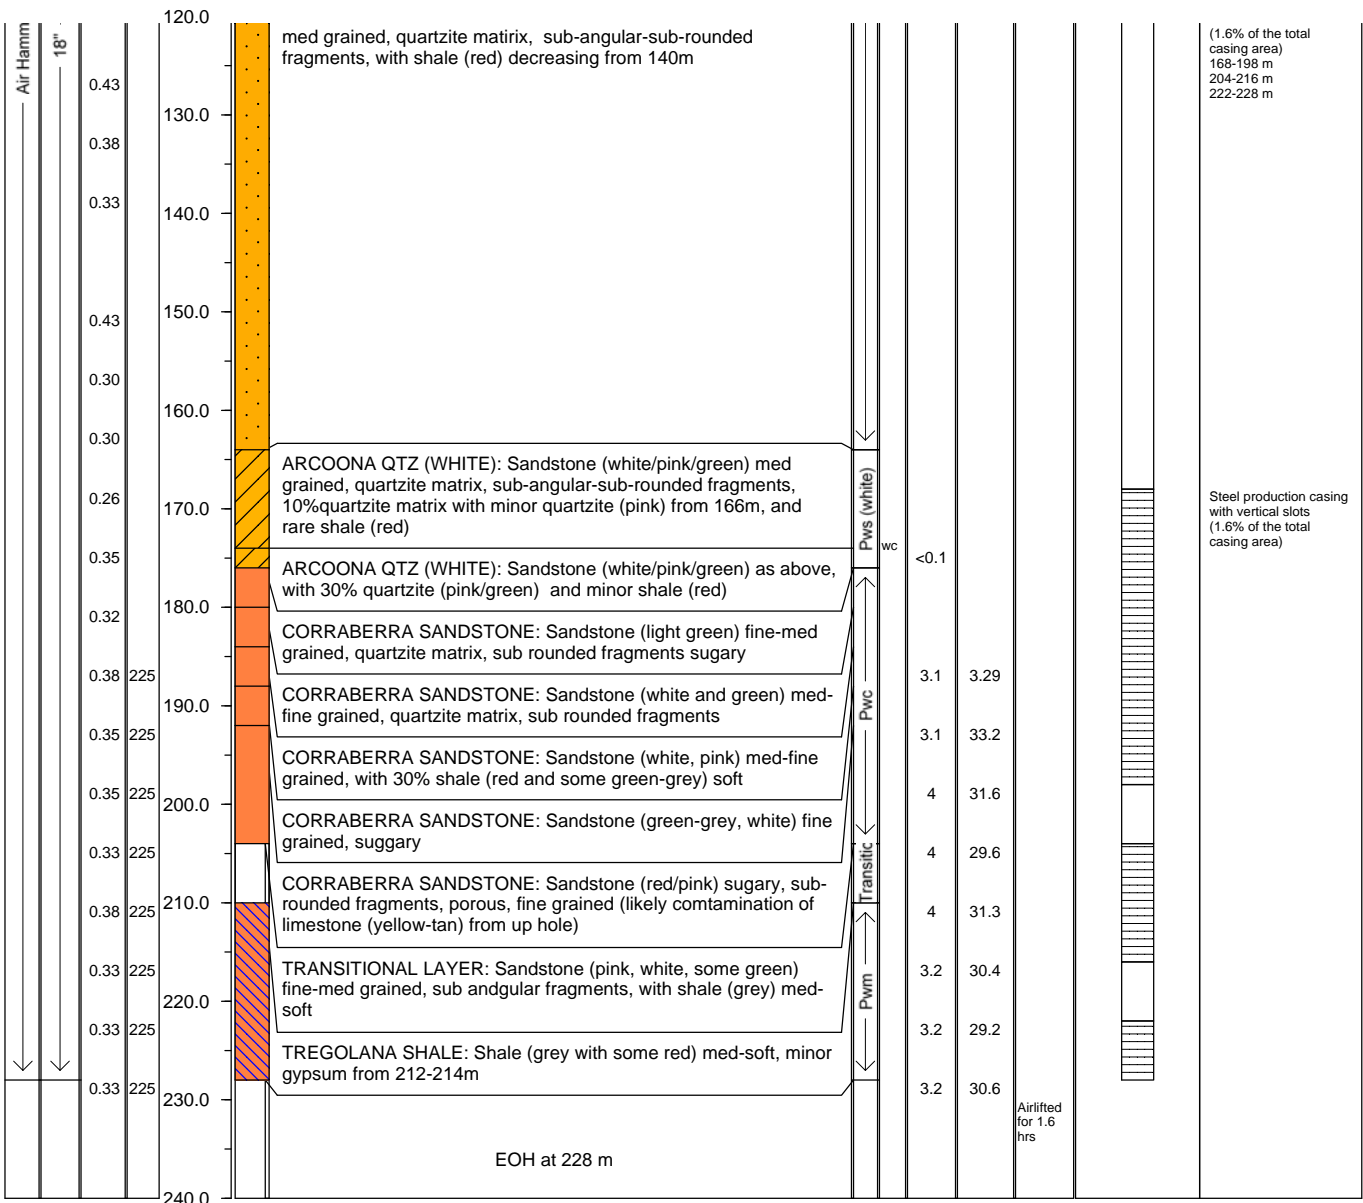 120.0
Air Hamm
18"
med grained, quartzite matirix, sub-angular-sub-rounded
fragments, with shale (red) decreasing from 140m
(1.6% of the total
casing area)
168-198 m
204-216 m
222-228 m
0.43
130.0
0.38
0.33
140.0
150.0
0.43
0.30
160.0
0.30
ARCOONA QTZ (WHITE): Sandstone (white/pink/green) med
grained, quartzite matrix, sub-angular-sub-rounded fragments,
10%quartzite matrix with minor quartzite (pink) from 166m, and
rare shale (red)
Pws (white)
0.26
170.0
Steel production casing
with vertical slots
(1.6% of the total
casing area)
wc
0.35
<0.1
ARCOONA QTZ (WHITE): Sandstone (white/pink/green) as above,
with 30% quartzite (pink/green) and minor shale (red)
180.0
0.32
CORRABERRA SANDSTONE: Sandstone (light green) fine-med
grained, quartzite matrix, sub rounded fragments sugary
0.38 225
3.1 3.29
190.0
CORRABERRA SANDSTONE: Sandstone (white and green) med-
fine grained, quartzite matrix, sub rounded fragments
Pwc
0.35 225
3.1 33.2
CORRABERRA SANDSTONE: Sandstone (white, pink) med-fine
grained, with 30% shale (red and some green-grey) soft
0.35 225
4 31.6
200.0
CORRABERRA SANDSTONE: Sandstone (green-grey, white) fine
grained, suggary
0.33 225
4 29.6
Transitic
210.0
0.38 225
4 31.3
CORRABERRA SANDSTONE: Sandstone (red/pink) sugary, sub-
rounded fragments, porous, fine grained (likely comtamination of
limestone (yellow-tan) from up hole)
0.33 225
3.2 30.4
TRANSITIONAL LAYER: Sandstone (pink, white, some green)
fine-med grained, sub andgular fragments, with shale (grey) med-
soft
Pwm
220.0
0.33 225
3.2 29.2
TREGOLANA SHALE: Shale (grey with some red) med-soft, minor
gypsum from 212-214m
0.33 225
3.2 30.6
230.0
Airlifted
for 1.6
hrs
EOH at 228 m
240.0